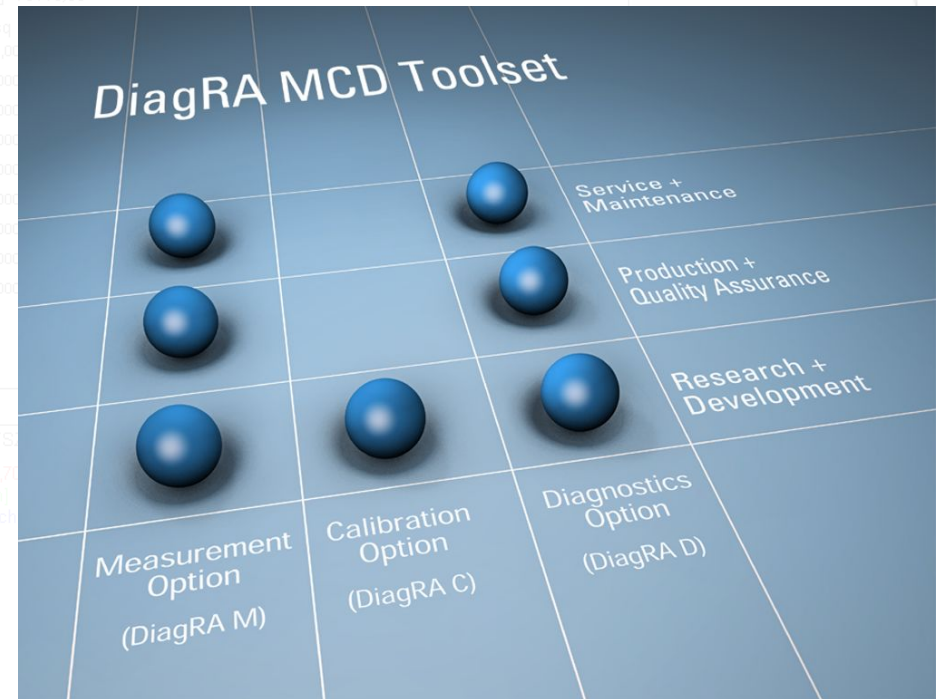 DiagRA MCD Toolset
Service +
Maintenance
Production +
Quality Assurance
Research +
Development
Measurement
Option
(DiagRA M)
Calibration
Option
(DiagRA C)
Diagnostics
Option
(DiagRA D)